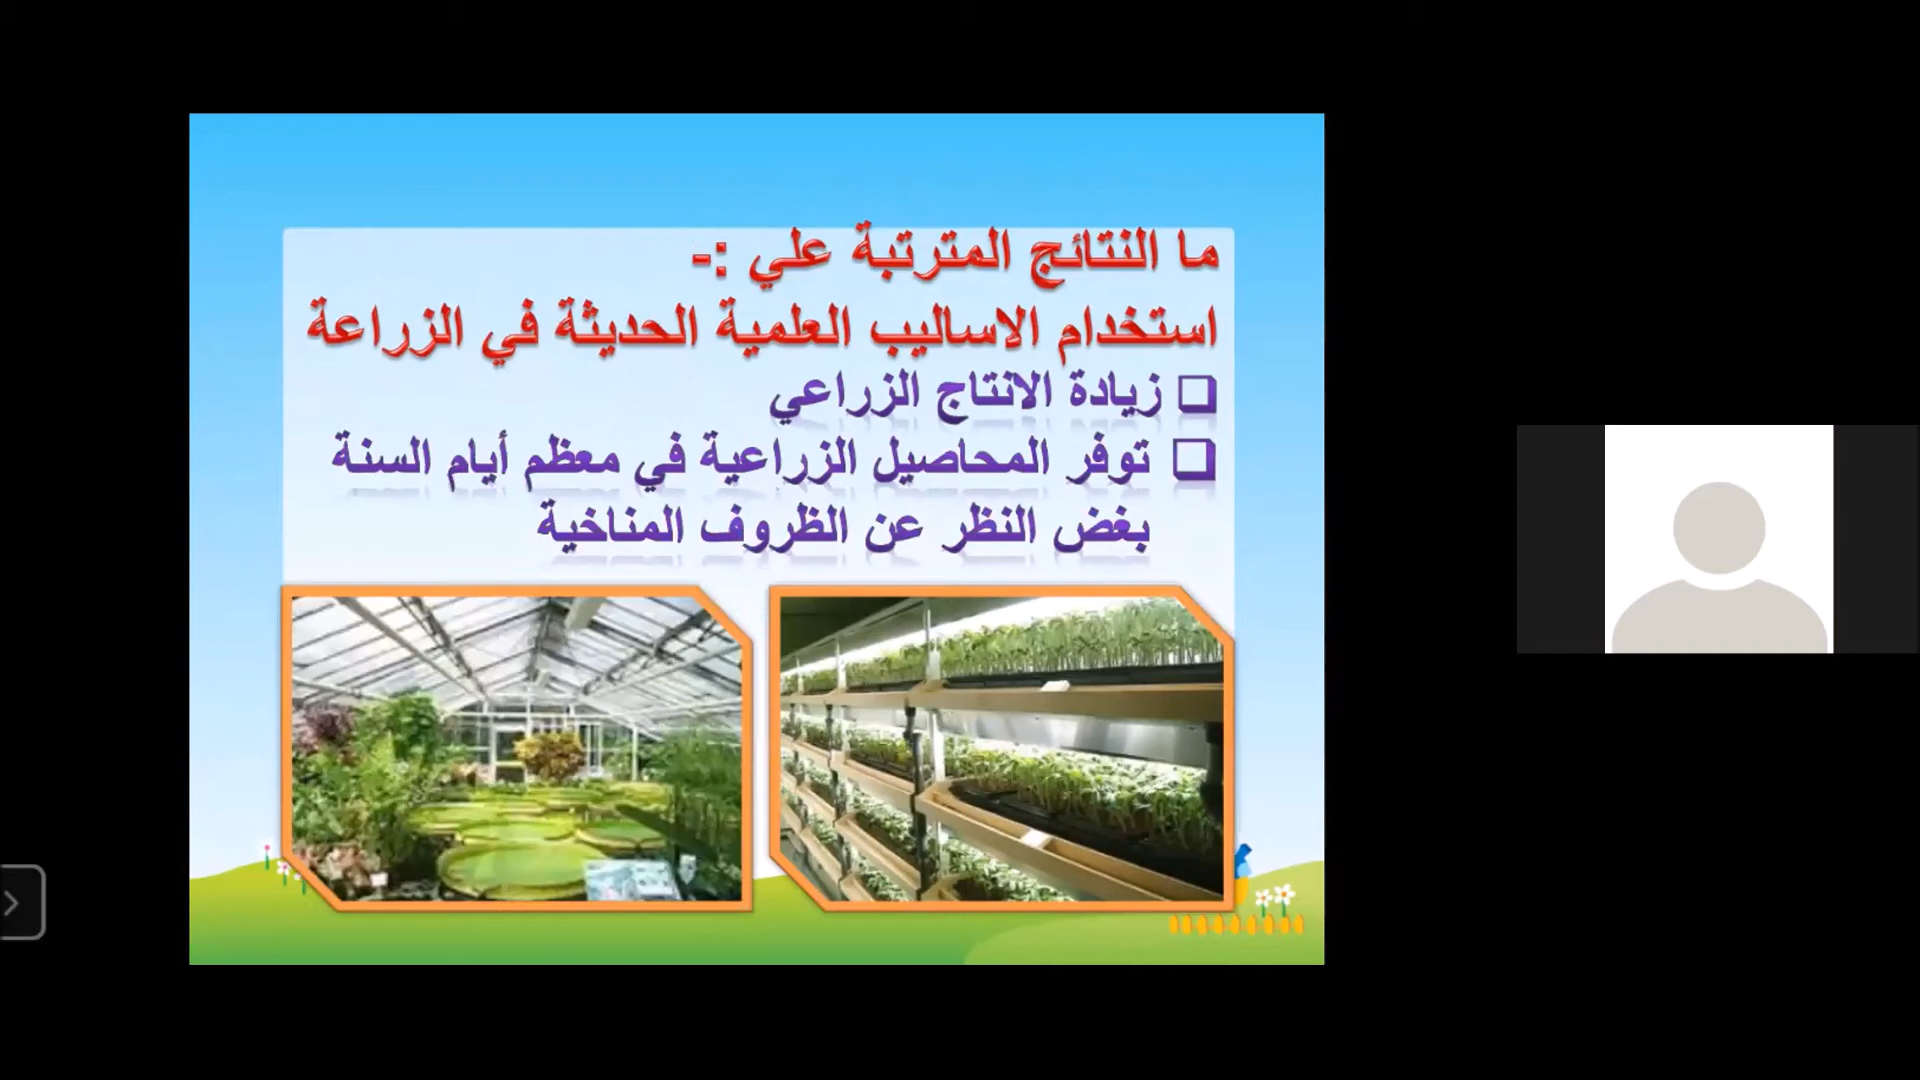 ما النتائج المترتبة علي :-
استخدام الاساليب العلمية الحديثة في الزراعة
زيادة الانتاج الزراعي
توفر المحاصيل الزراعية في معظم أيام السنة
بغض النظر عن الظروف المناخية